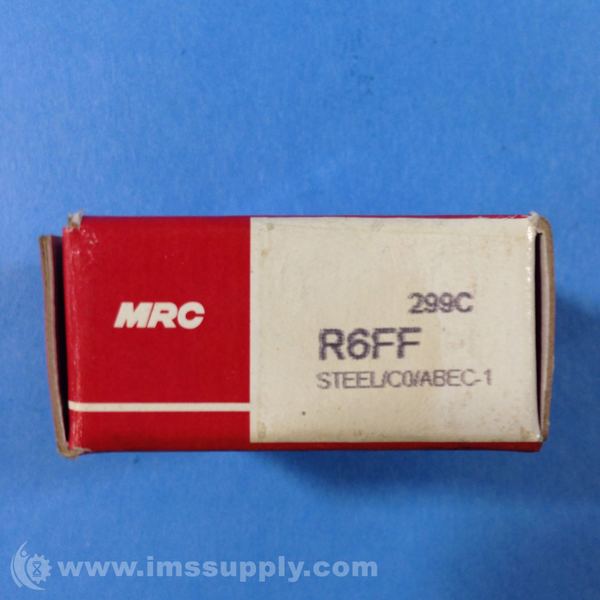 MRC
299C
R6FF
STEEL/C0/ABEC-1
www.imssupply.com